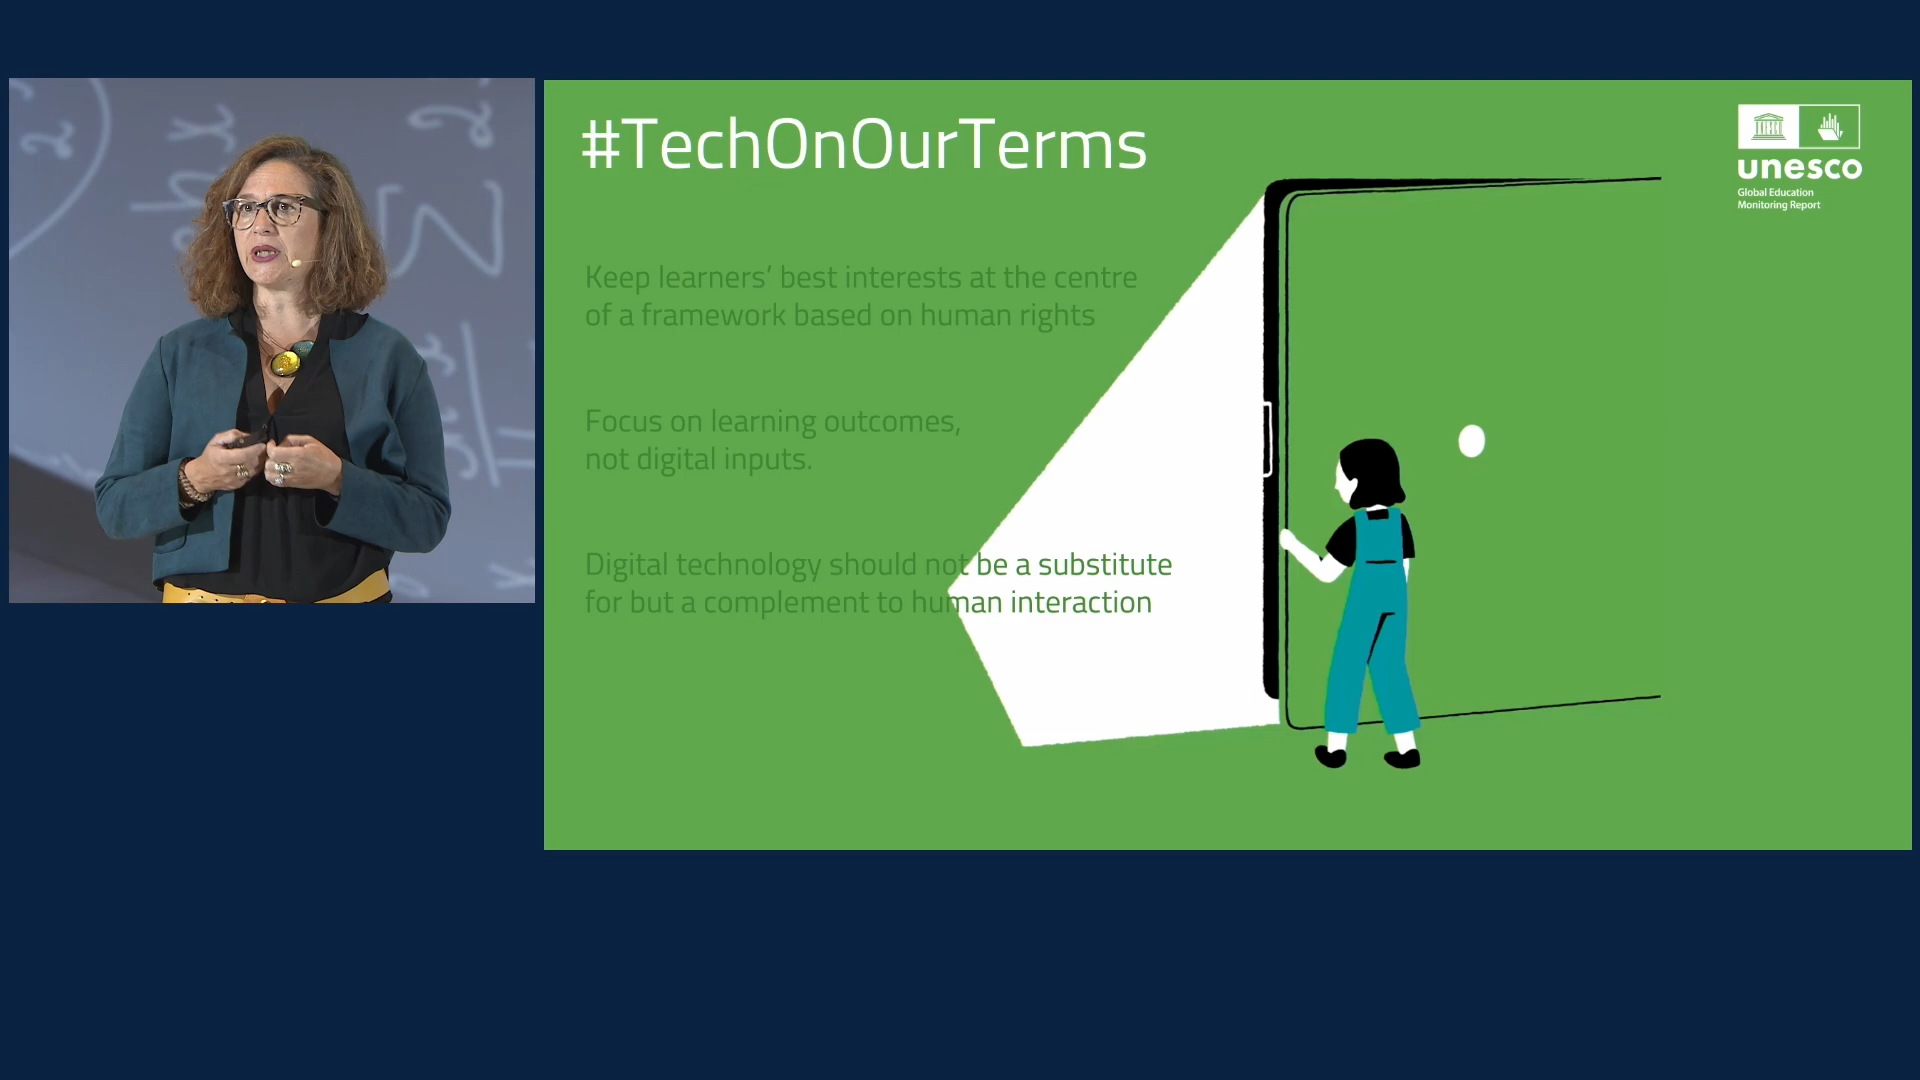 #TechOnOurTerms
unesco
Global Education
Monitoring Report
Keep learners’ best interests at the centre
of a framework based on human rights
Focus on learning outcomes,
not digital inputs.
Digital technology should not be a substitute
for but a complement to human interaction